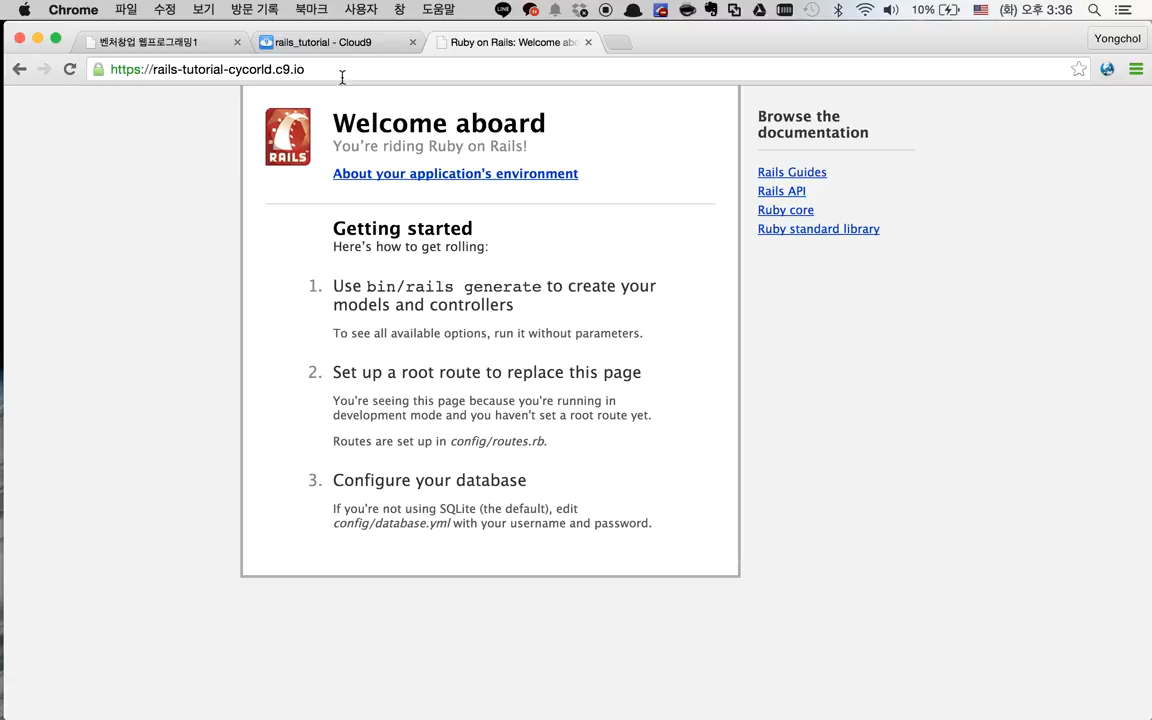 Chrome 파일 수정 보기 방문 기록 북마크 사용자 창 도움말 10% (화) 오후 3:36
벤처창업 웹프로그래밍1
rails_tutorial - Cloud9
Ruby on Rails: Welcome abo
Yongchol
https://rails-tutorial-cycorld.c9.io
RAILS
Welcome aboard
You’re riding Ruby on Rails!
About your application’s environment
Getting started
Here’s how to get rolling:
1. Use bin/rails generate to create your
models and controllers
To see all available options, run it without parameters.
2. Set up a root route to replace this page
You're seeing this page because you're running in
development mode and you haven't set a root route yet.
Routes are set up in config/routes.rb.
3. Configure your database
If you're not using SQLite (the default), edit
config/database.yml with your username and password.
Browse the
documentation
Rails Guides
Rails API
Ruby core
Ruby standard library